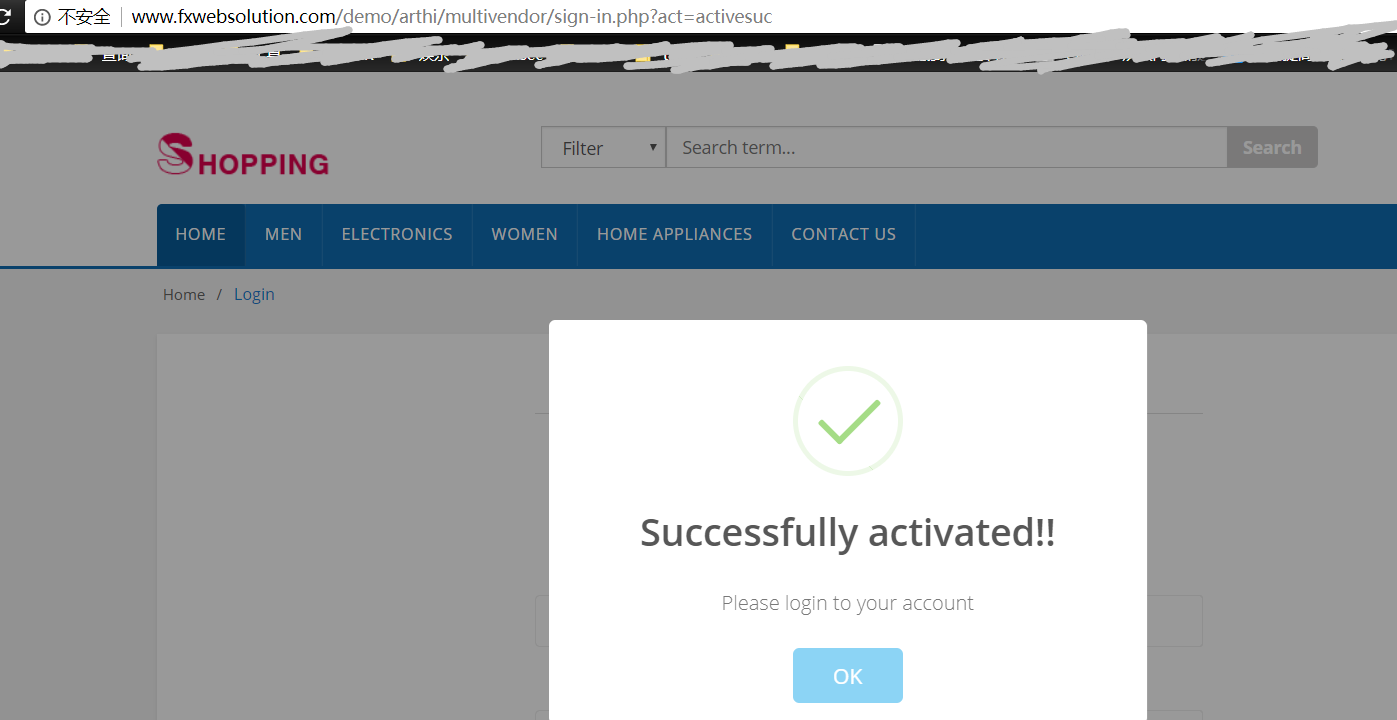 不安全 www.fxwebsolution.com/demo/arthi/multivendor/sign-in.php?act=activesuc
SHOPPING
Filter Search term... Search
HOME MEN ELECTRONICS WOMEN HOME APPLIANCES CONTACT US
Home / Login
Successfully activated!!
Please login to your account
OK